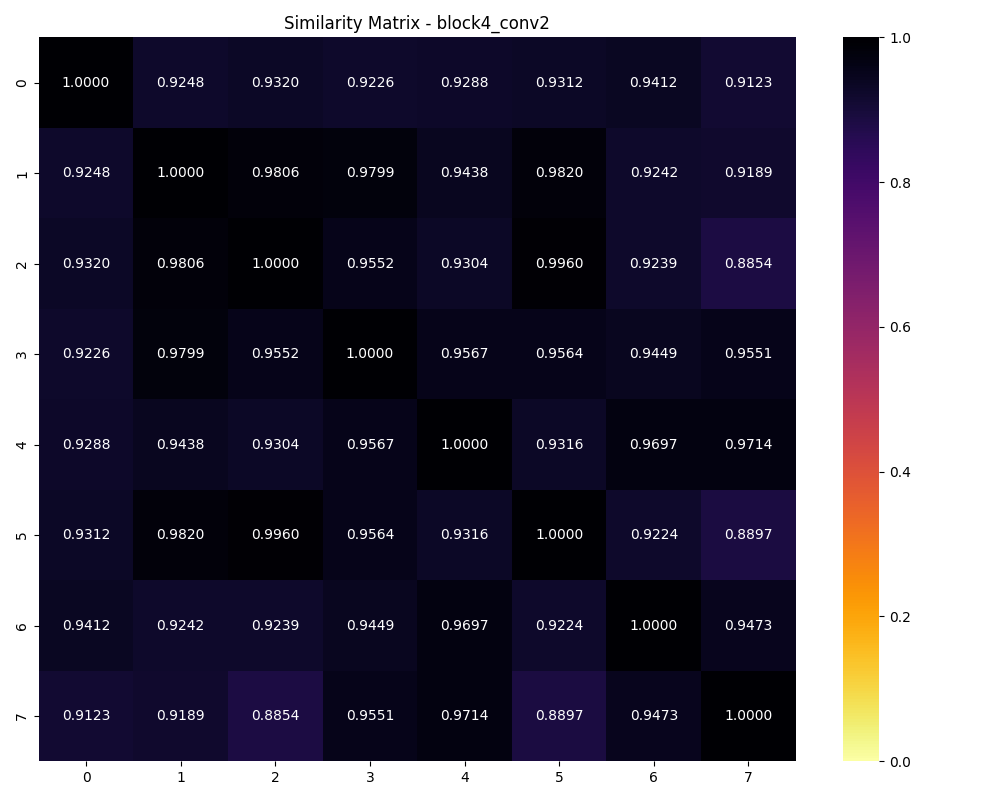 Similarity Matrix - block4_conv2
0 1.0000 0.9248 0.9320 0.9226 0.9288 0.9312 0.9412 0.9123
1 0.9248 1.0000 0.9806 0.9799 0.9438 0.9820 0.9242 0.9189
2 0.9320 0.9806 1.0000 0.9552 0.9304 0.9960 0.9239 0.8854
3 0.9226 0.9799 0.9552 1.0000 0.9567 0.9564 0.9449 0.9551
4 0.9288 0.9438 0.9304 0.9567 1.0000 0.9316 0.9697 0.9714
5 0.9312 0.9820 0.9960 0.9564 0.9316 1.0000 0.9224 0.8897
6 0.9412 0.9242 0.9239 0.9449 0.9697 0.9224 1.0000 0.9473
7 0.9123 0.9189 0.8854 0.9551 0.9714 0.8897 0.9473 1.0000
0 1 2 3 4 5 6 7
1.0
0.8
0.6
0.4
0.2
0.0